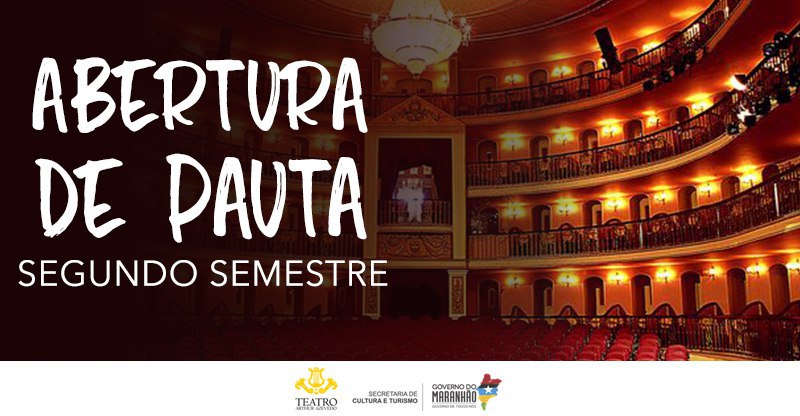 ABERTURA
DE PAUTA
SEGUNDO SEMESTRE
TEATRO
ARTHUR AZEVEDO
SECRETARIA DE
CULTURA E TURISMO
GOVERNO DO
MARANHÃO
GOVERNO DE TODOS NÓS